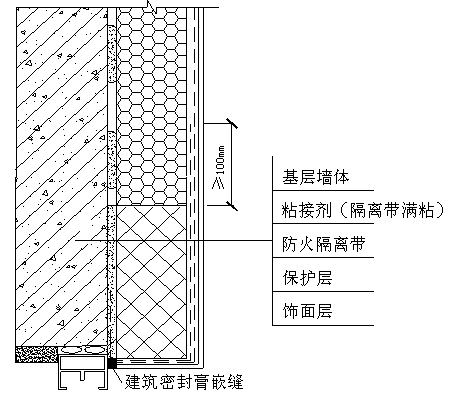 ≥100mm
基层墙体
粘接剂（隔离带满粘）
防火隔离带
保护层
饰面层
建筑密封膏嵌缝